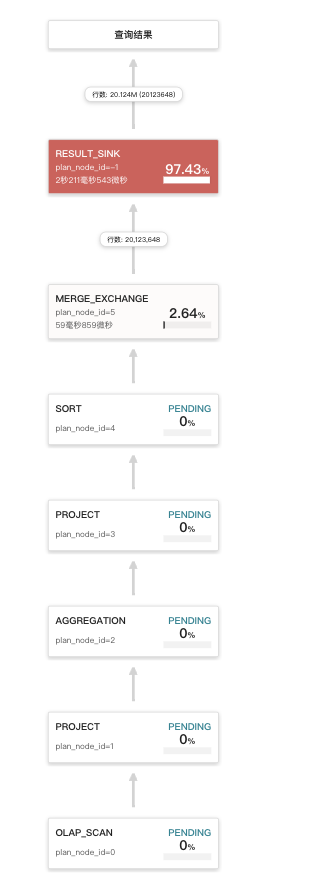 查询结果
行数: 20.124M (20123648)
RESULT_SINK
plan_node_id=-1
97.43%
2秒211毫秒543微秒
行数: 20,123,648
MERGE_EXCHANGE
plan_node_id=5
2.64%
59毫秒859微秒
SORT
PENDING
0%
plan_node_id=4
PROJECT
PENDING
0%
plan_node_id=3
AGGREGATION
PENDING
0%
plan_node_id=2
PROJECT
PENDING
0%
plan_node_id=1
OLAP_SCAN
PENDING
0%
plan_node_id=0